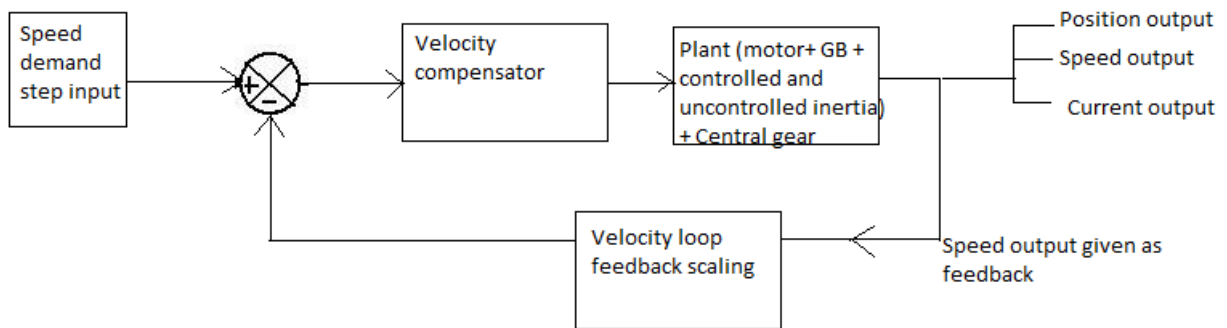 Speed
demand
step input
+
−
Velocity
compensator
Plant (motor+ GB +
controlled and
uncontrolled inertia)
+ Central gear
Position output
Speed output
Current output
Velocity loop
feedback scaling
Speed output given as
feedback